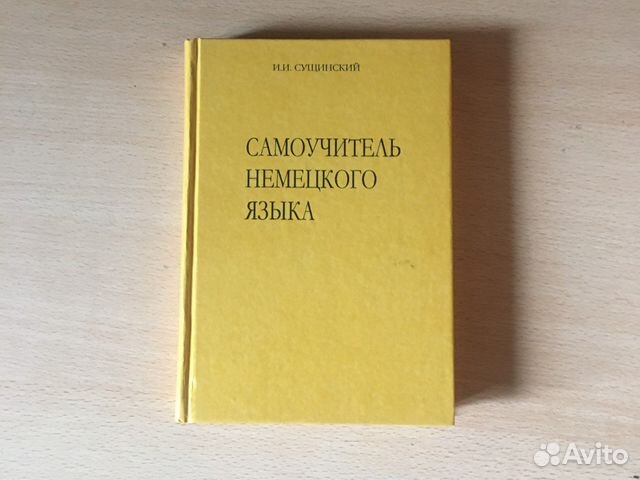 И.И. СУЩИНСКИЙ
САМОУЧИТЕЛЬ
НЕМЕЦКОГО
ЯЗЫКА
Avito